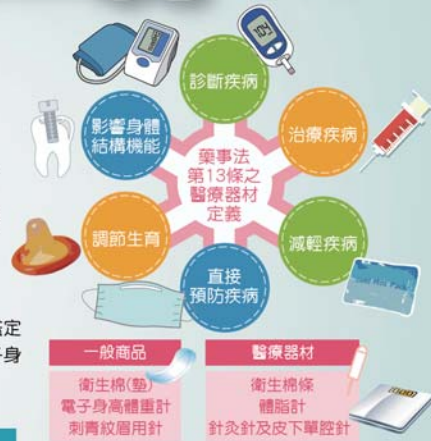 診斷疾病
影響身體
結構機能
治療疾病
藥事法
第13條之
醫療器材
定義
調節生育
減輕疾病
直接
預防疾病
定
身
一般商品
醫療器材
衛生棉(墊)
衛生棉條
電子身高體重計
體脂計
刺青紋眉用針
針灸針及皮下單腔針